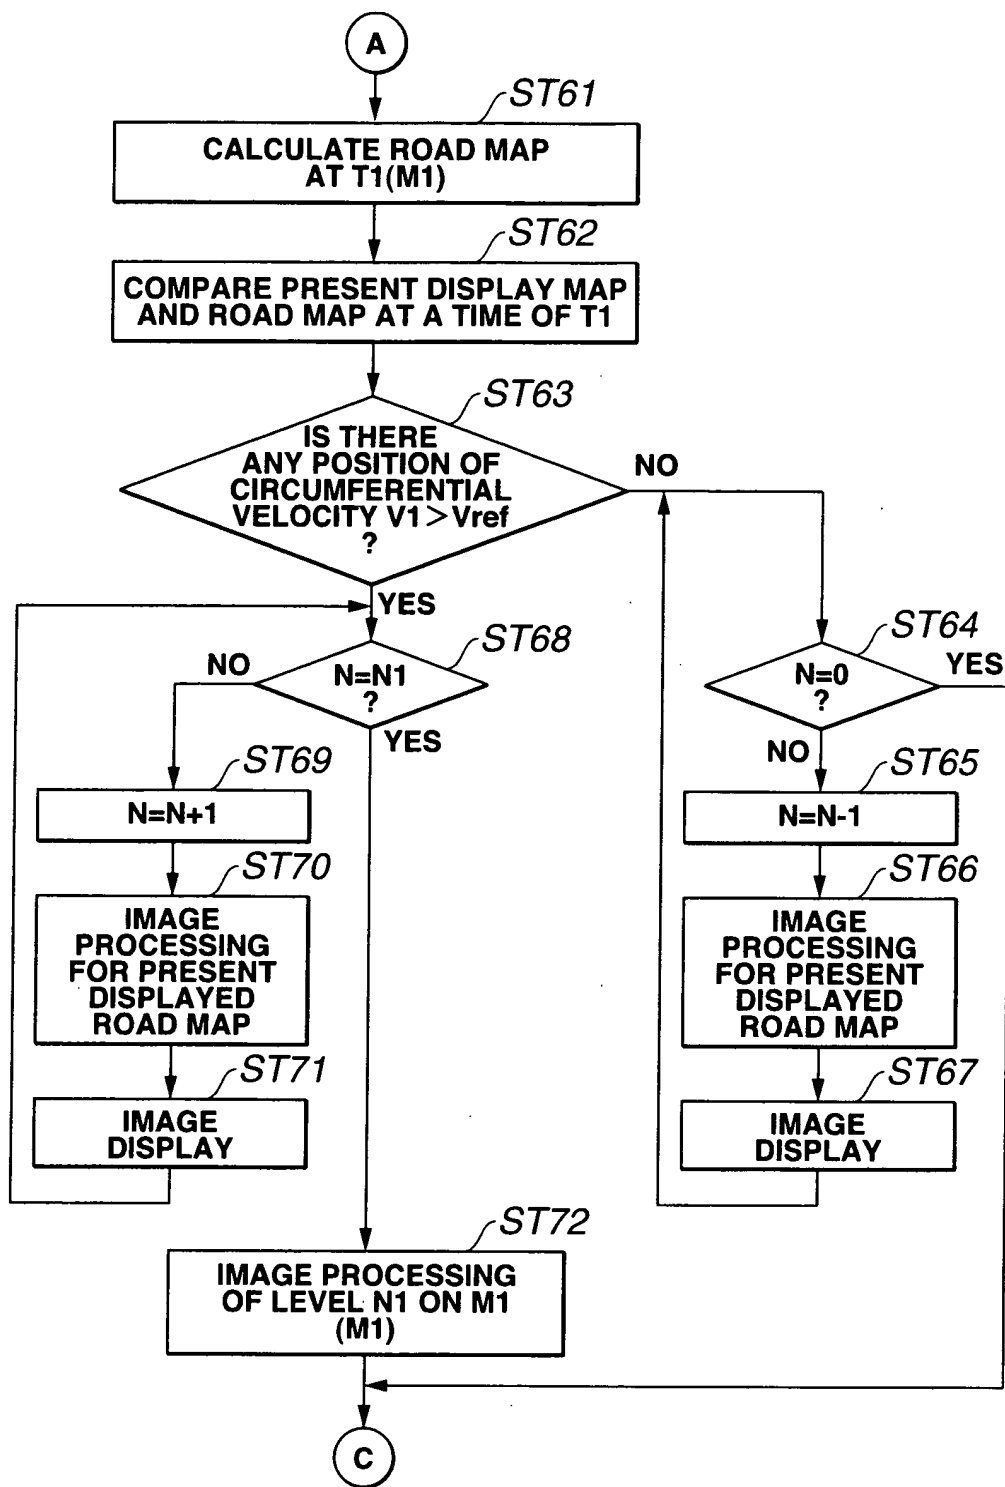 A
ST61
CALCULATE ROAD MAP
AT T1(M1)
ST62
COMPARE PRESENT DISPLAY MAP
AND ROAD MAP AT A TIME OF T1
ST63
IS THERE
ANY POSITION OF
CIRCUMFERENTIAL
VELOCITY V1>Vref
?
NO
YES
ST68
NO
N=N1
?
YES
ST64
N=0
?
YES
NO
ST69
N=N+1
ST65
N=N-1
ST70
IMAGE
PROCESSING
FOR PRESENT
DISPLAYED
ROAD MAP
ST66
IMAGE
PROCESSING
FOR PRESENT
DISPLAYED
ROAD MAP
ST71
IMAGE
DISPLAY
ST67
IMAGE
DISPLAY
ST72
IMAGE PROCESSING
OF LEVEL N1 ON M1
(M1)
C